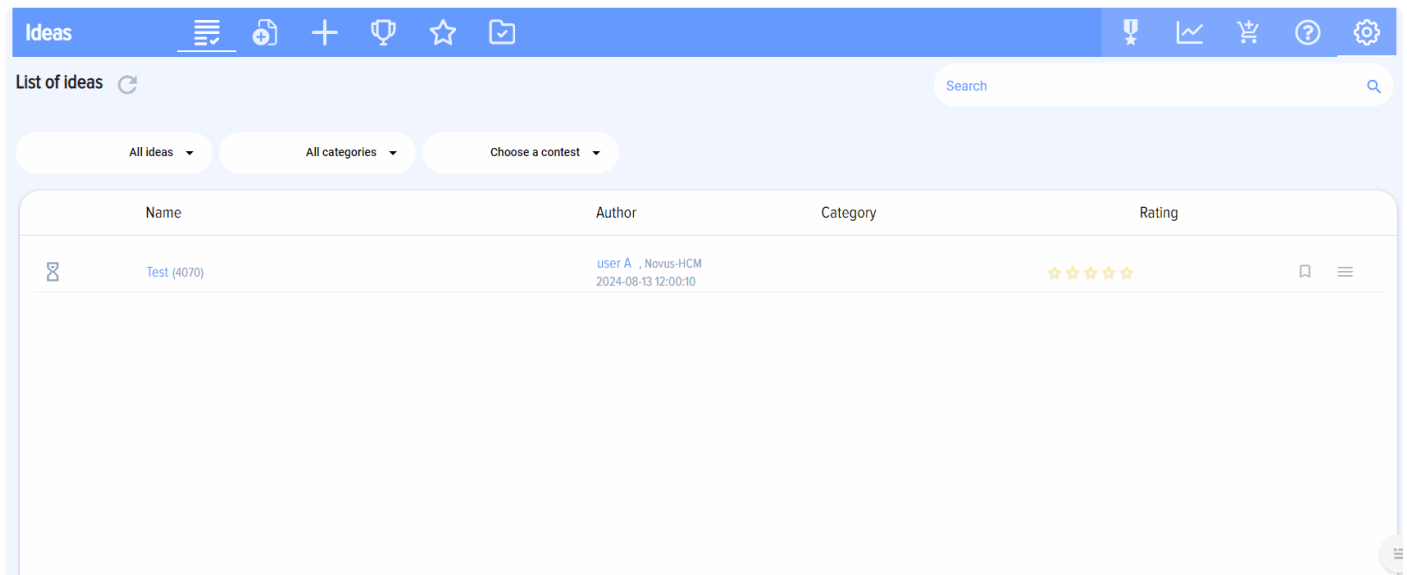 Ideas
List of ideas
Search
All ideas
All categories
Choose a contest
Name Author Category Rating
Test (4070)
user A , Novus-HCM
2024-08-13 12:00:10